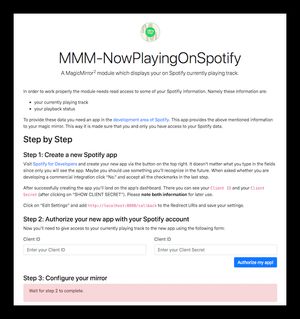 MMM-NowPlayingOnSpotify
A MagicMirror² module which displays your on Spotify currently playing track.
In order to work properly the module needs read access to some of your Spotify information. Namely these information are:
your currently playing track
your playback status
To provide these data you need an app in the development area of Spotify. This app provides the above mentioned information
to your magic mirror. This way it is made sure that you and only you have access to your Spotify data.
Step by Step
Step 1: Create a new Spotify app
Visit Spotify for Developers and create your new app via the button on the top right. It doesn't matter what you type in the fields
since only you will see the app. Maybe you should use something you'll recognize in the future. When asked whether you are
developing a commercial integration click "No." and accept all the checkmarks in the last step.
After successfully creating the app you'll land on the app's dashboard. There you can see your Client ID and your Client
Secret (after clicking on "SHOW CLIENT SECRET"). Please note both information for later use.
Click on "Edit Settings" and add http://localhost:8888/callback to the Redirect URIs and save your settings.
Step 2: Authorize your new app with your Spotify account
Now you'll need to give access to your currently playing track to the new app using the following form:
Client ID Client ID
Enter your Client ID Enter your Client Secret
Authorize my app!
Step 3: Configure your mirror
Wait for step 2 to complete.